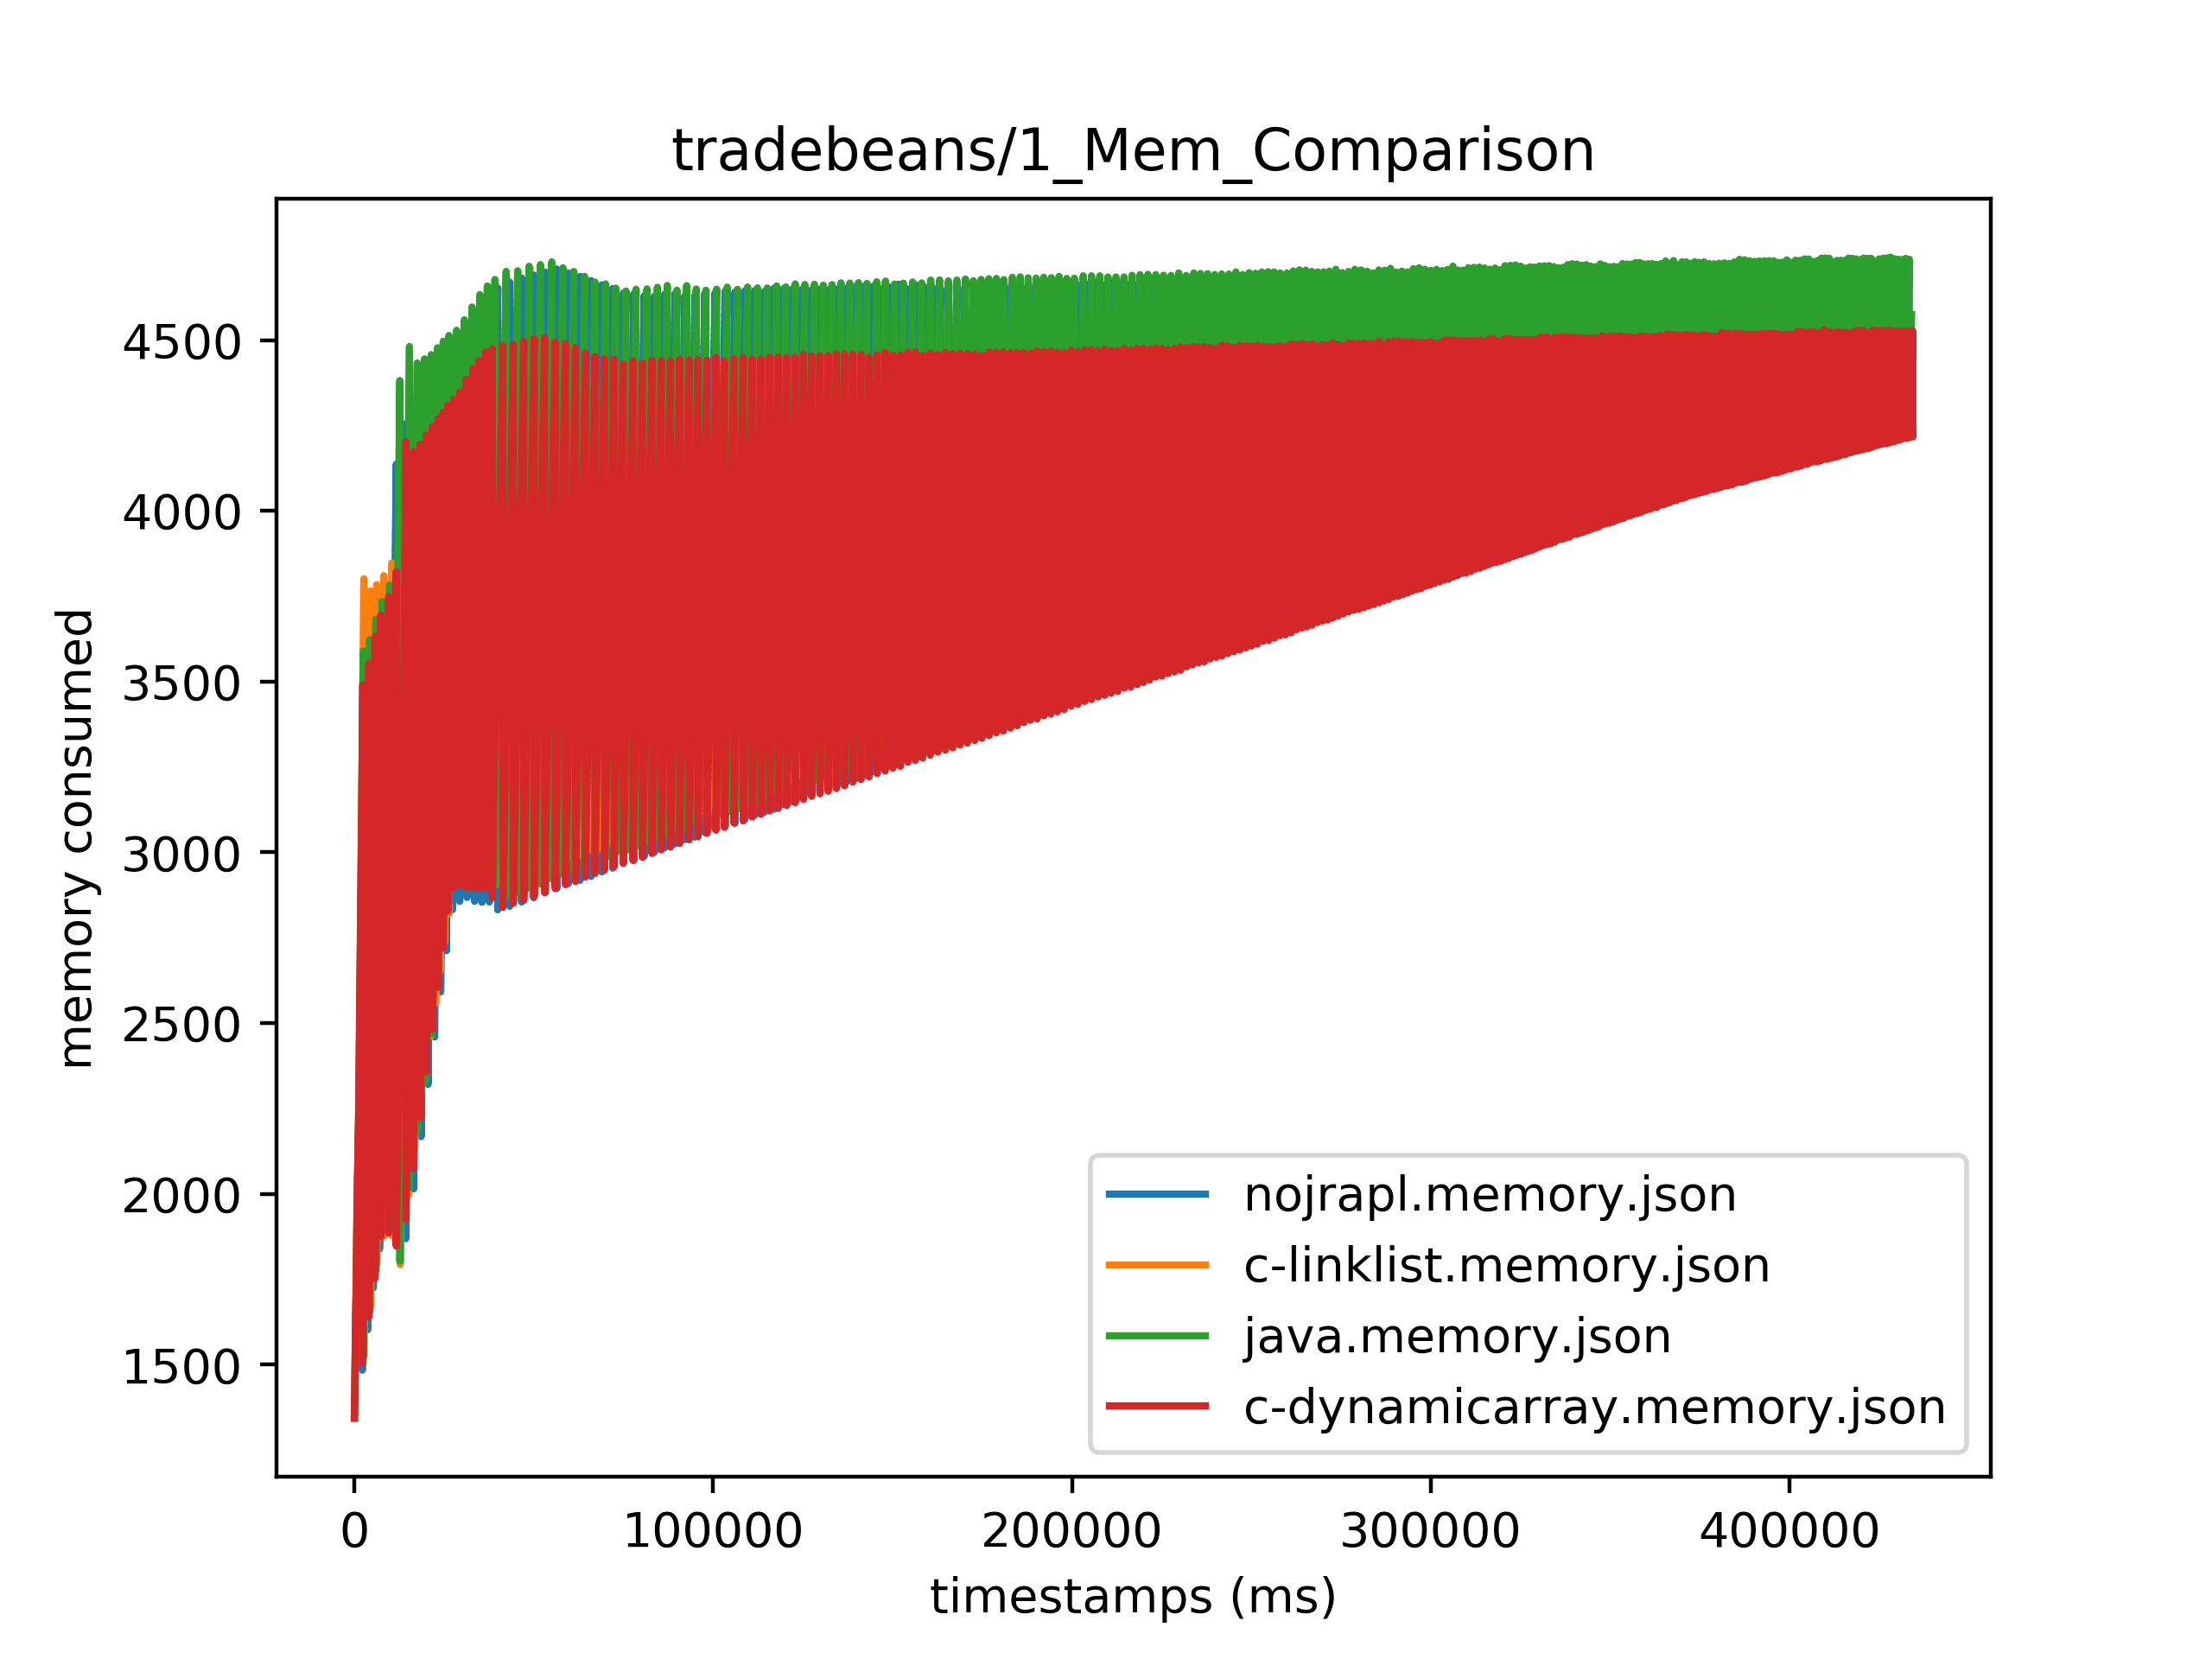 tradebeans/1_Mem_Comparison
memory consumed
4500
4000
3500
3000
2500
2000
1500
nojrapl.memory.json
c-linklist.memory.json
java.memory.json
c-dynamicarray.memory.json
0
100000
200000
300000
400000
timestamps (ms)